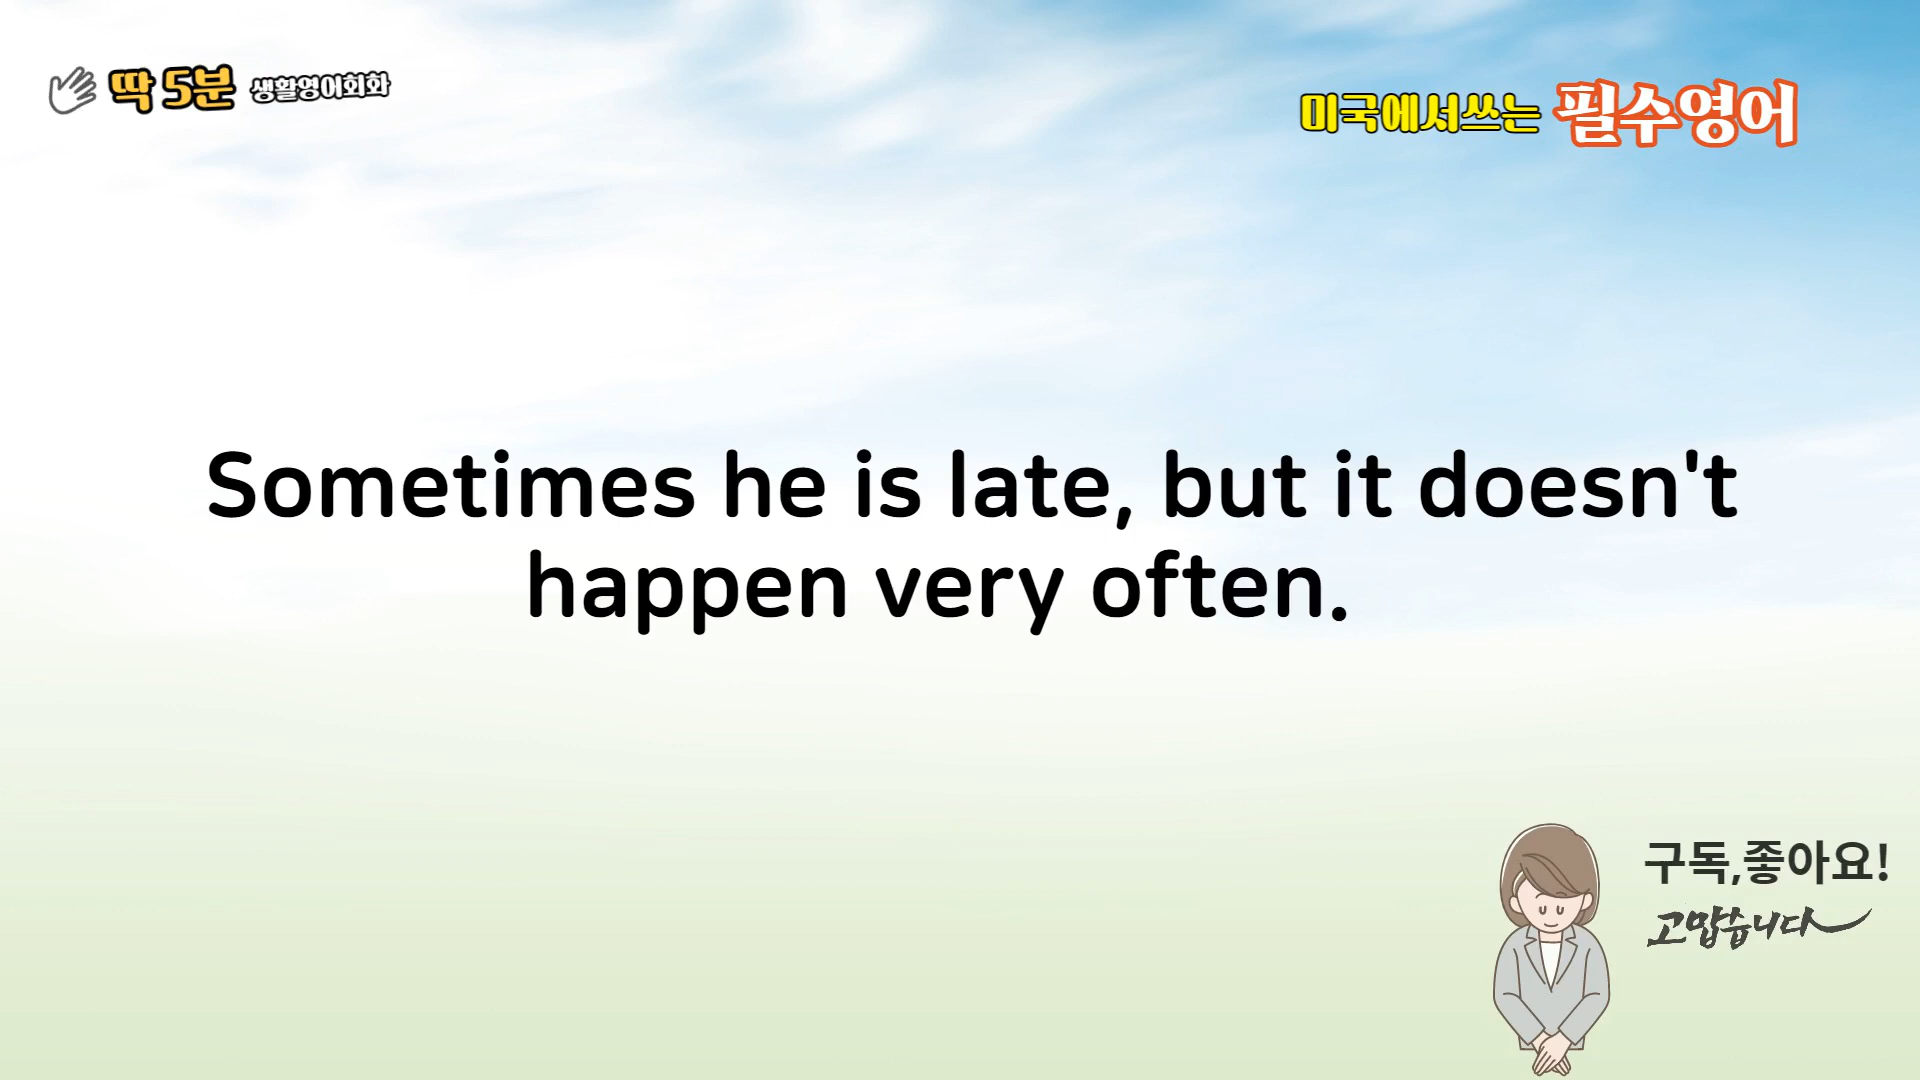 딱 5분 생활영어회화
미국에서쓰는 필수영어
Sometimes he is late, but it doesn't
happen very often.
구독,좋아요!
고맙습니다